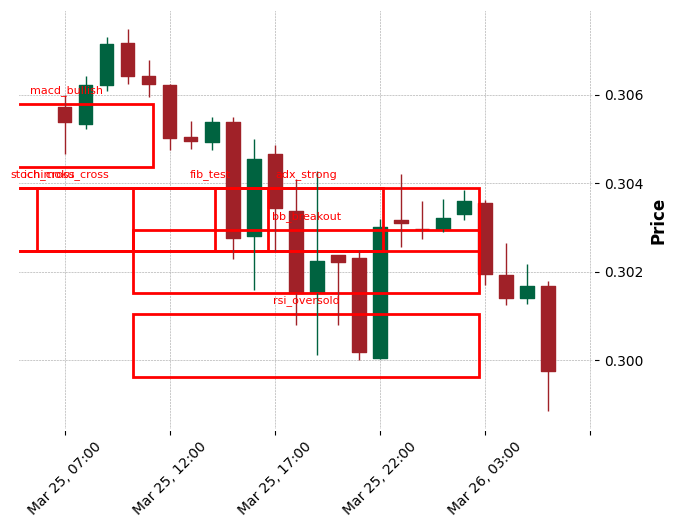 macd_bullish
0.306
ichimoku_cross
fib_test
adx_strong
0.304
bb_breakout
Price
0.302
rsi_oversold
0.300
Mar 25, 07:00
Mar 25, 12:00
Mar 25, 17:00
Mar 25, 22:00
Mar 26, 03:00